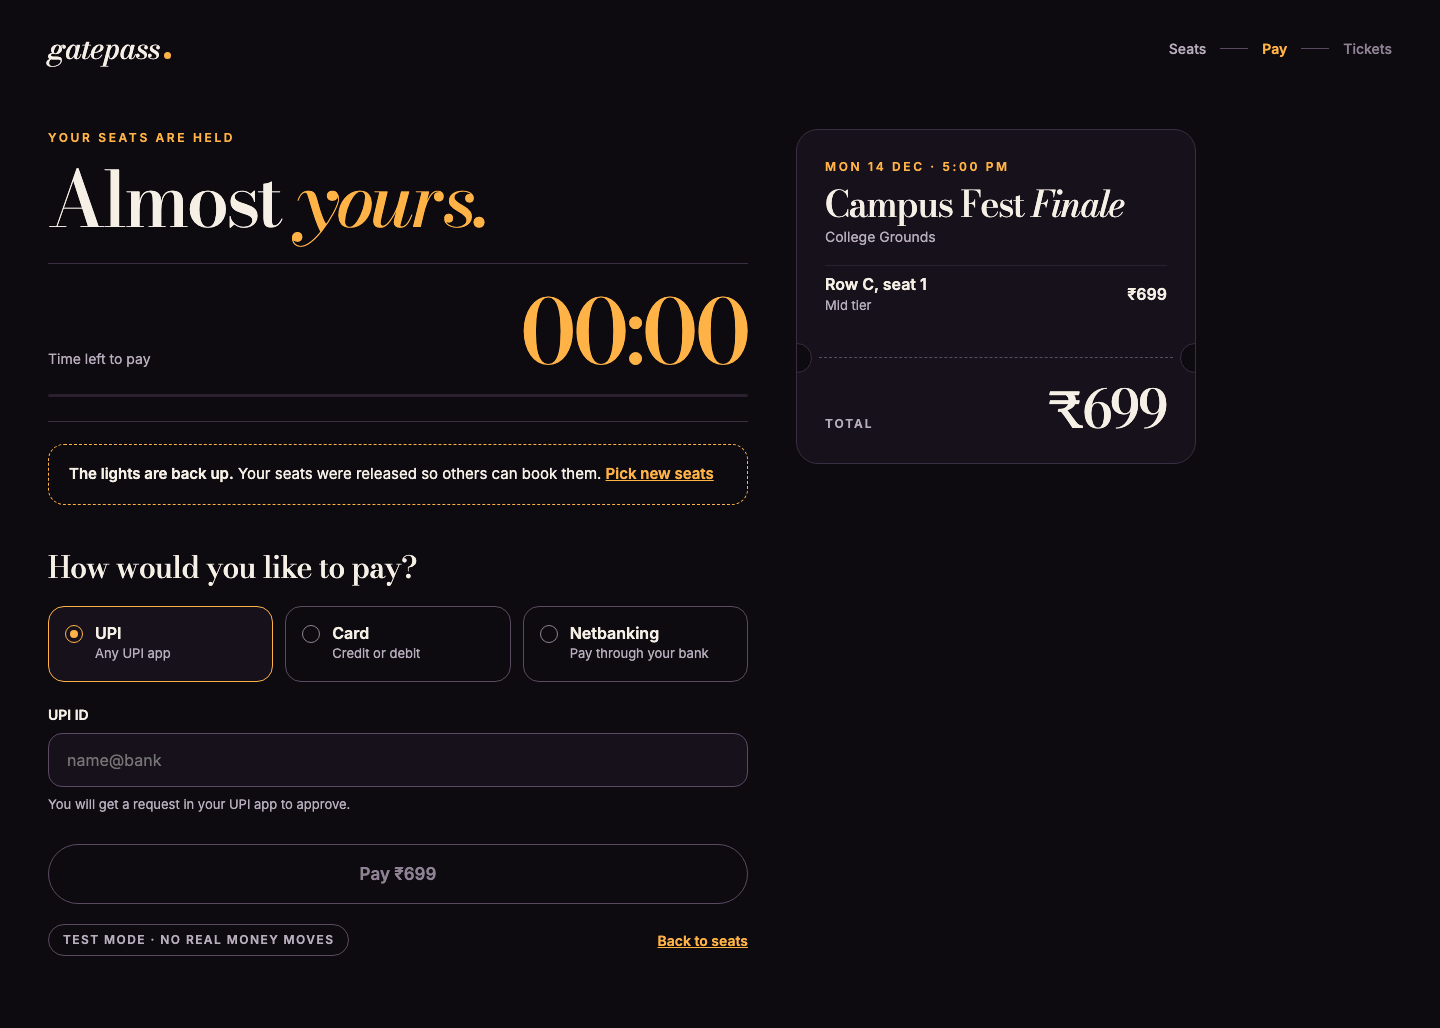 gatepass.
Seats
Pay
Tickets
YOUR SEATS ARE HELD
Almost yours.
00:00
Time left to pay
The lights are back up. Your seats were released so others can book them. Pick new seats
How would you like to pay?
UPI
Any UPI app
Card
Credit or debit
Netbanking
Pay through your bank
UPI ID
name@bank
You will get a request in your UPI app to approve.
Pay ₹699
TEST MODE · NO REAL MONEY MOVES
Back to seats
MON 14 DEC · 5:00 PM
Campus Fest Finale
College Grounds
Row C, seat 1
Mid tier
₹699
TOTAL
₹699